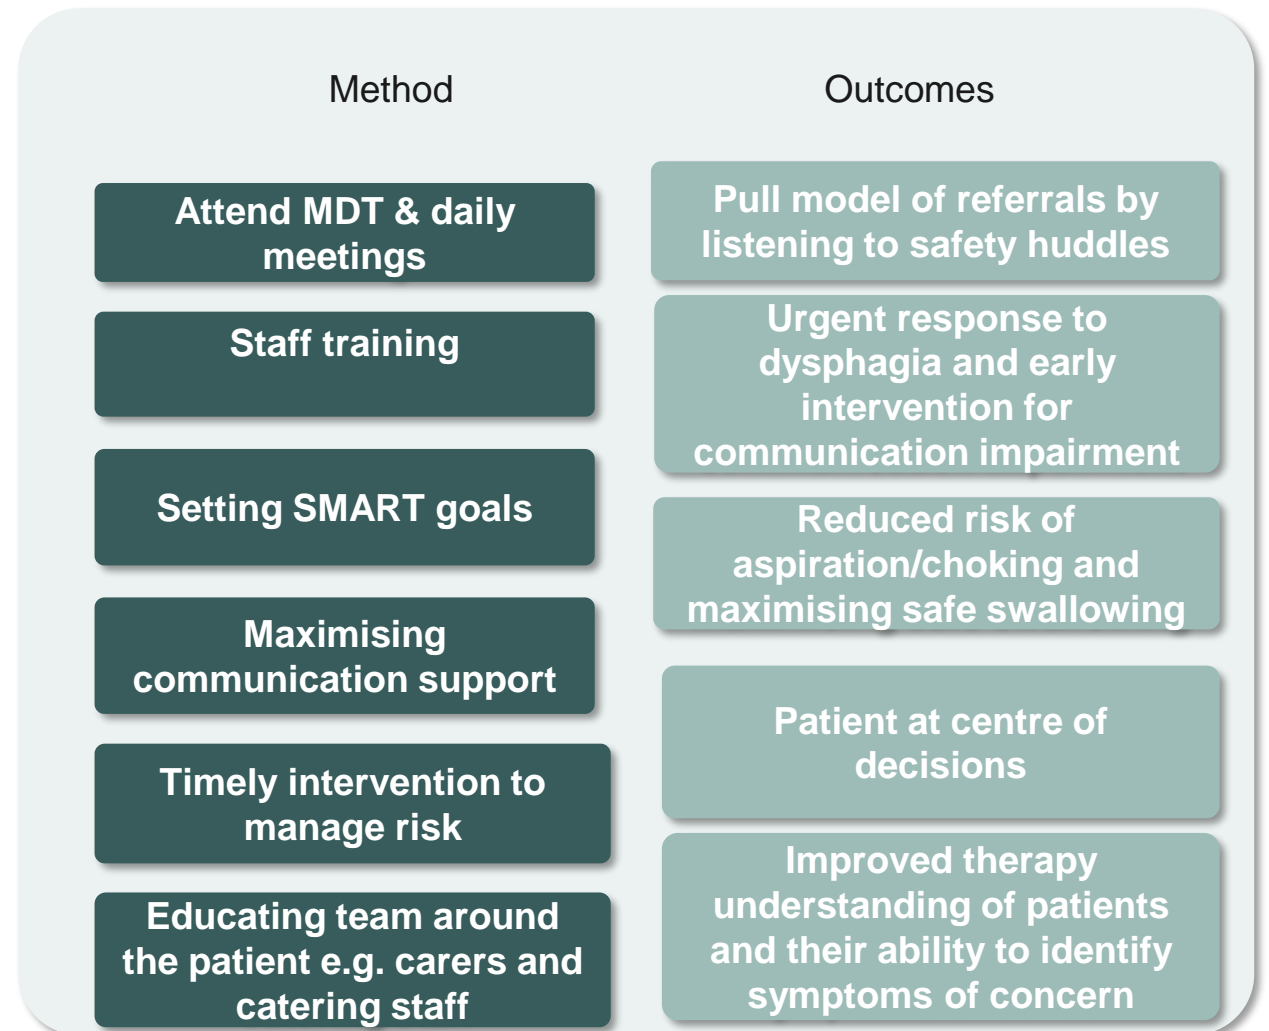 Method
Outcomes
Attend MDT & daily
meetings
Staff training
Setting SMART goals
Maximising
communication support
Timely intervention to
manage risk
Educating team around
the patient e.g. carers and
catering staff
Pull model of referrals by
listening to safety huddles
Urgent response to
dysphagia and early
intervention for
communication impairment
Reduced risk of
aspiration/choking and
maximising safe swallowing
Patient at centre of
decisions
Improved therapy
understanding of patients
and their ability to identify
symptoms of concern